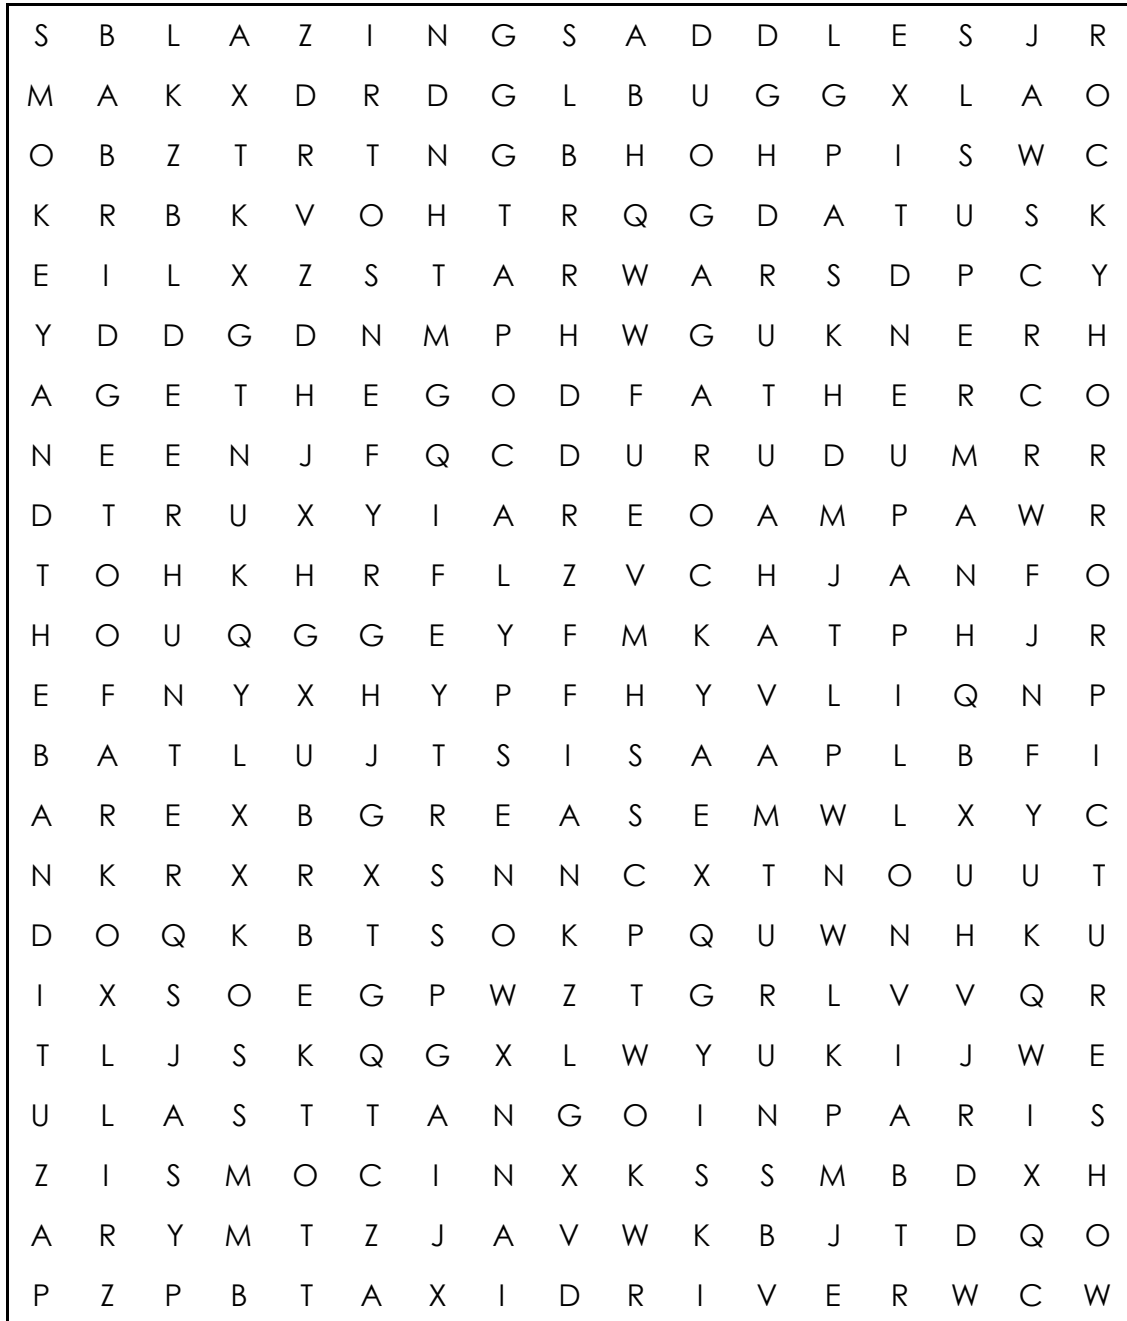 S B L A Z I N G S A D D L E S J R
M A K X D R D G L B U G G X L A O
O B Z T R T N G B H O H P I S W C
K R B K V O H T R Q G D A T U S K
E I L X Z S T A R W A R S D P C Y
Y D D G D N M P H W G U K N E R H
A G E T H E G O D F A T H E R C O
N E E N J F Q C D U R U D U M R R
D T R U X Y I A R E O A M P A W R
T O H K H R F L Z V C H J A N F O
H O U Q G G E Y F M K A T P H J R
E F N Y X H Y P F H Y V L I Q N P
B A T L U J T S I S A A P L B F I
A R E X B G R E A S E M W L X Y C
N K R X R X S N N C X T N O U U T
D O Q K B T S O K P Q U W N H K U
I X S O E G P W Z T G R L V V Q R
T L J S K Q G X L W Y U K I J W E
U L A S T T A N G O I N P A R I S
Z I S M O C I N X K S S M B D X H
A R Y M T Z J A V W K B J T D Q O
P Z P B T A X I D R I V E R W C W